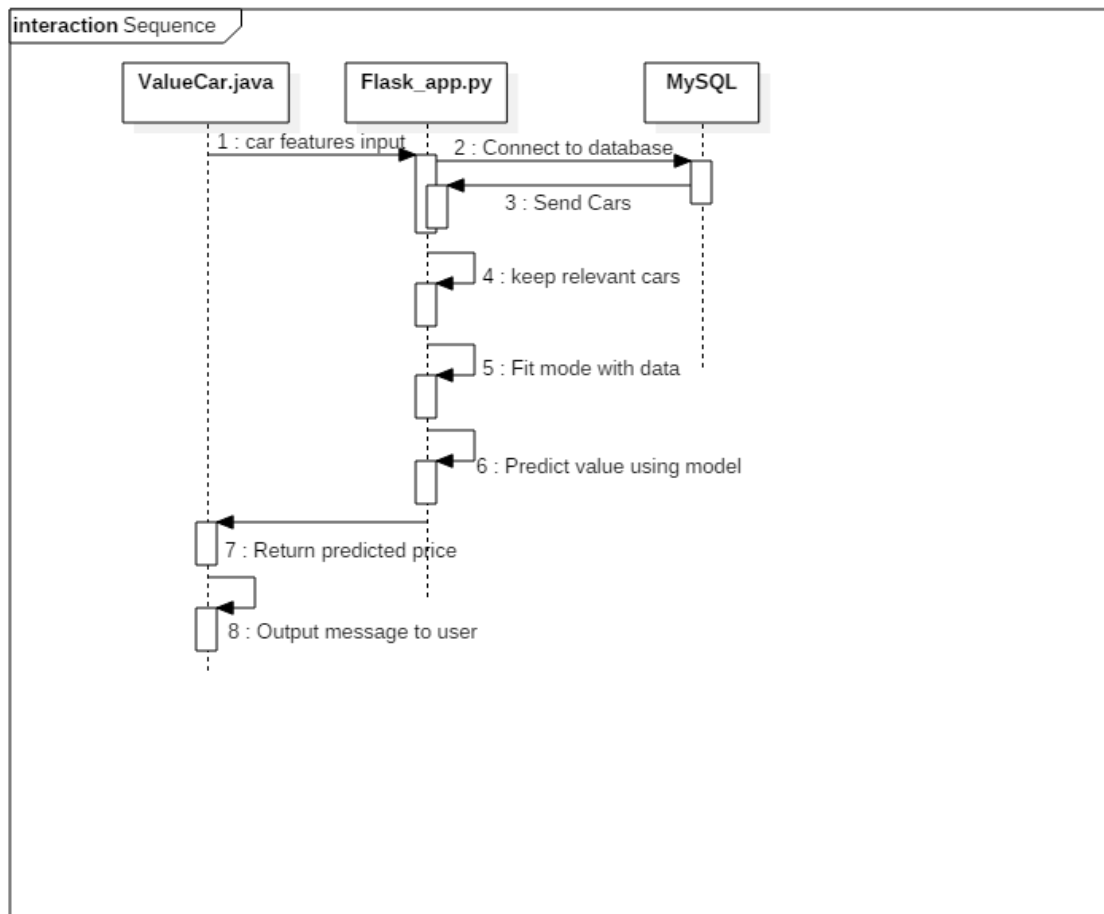 interaction Sequence
ValueCar.java
Flask_app.py
MySQL
1 : car features input
2 : Connect to database
3 : Send Cars
4 : keep relevant cars
5 : Fit mode with data
6 : Predict value using model
7 : Return predicted price
8 : Output message to user